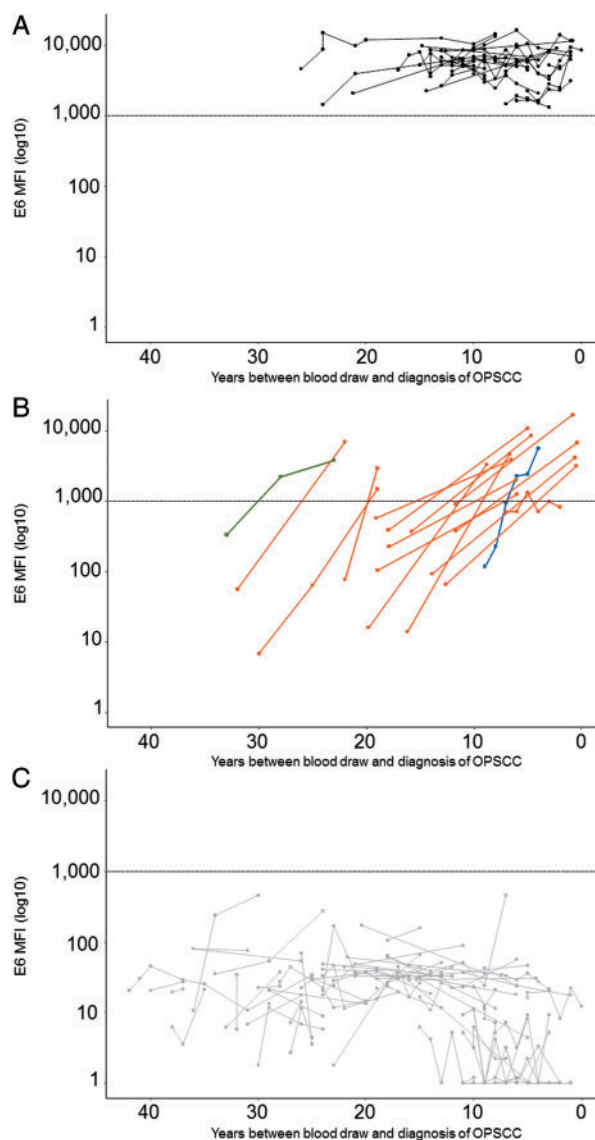 A
10,000
1,000
100
10
1
E6 MFI (log10)
40 30 20 10 0
Years between blood draw and diagnosis of OPSCC
B
10,000
1,000
100
10
1
E6 MFI (log10)
40 30 20 10 0
Years between blood draw and diagnosis of OPSCC
C
10,000
1,000
100
10
1
E6 MFI (log10)
40 30 20 10 0
Years between blood draw and diagnosis of OPSCC